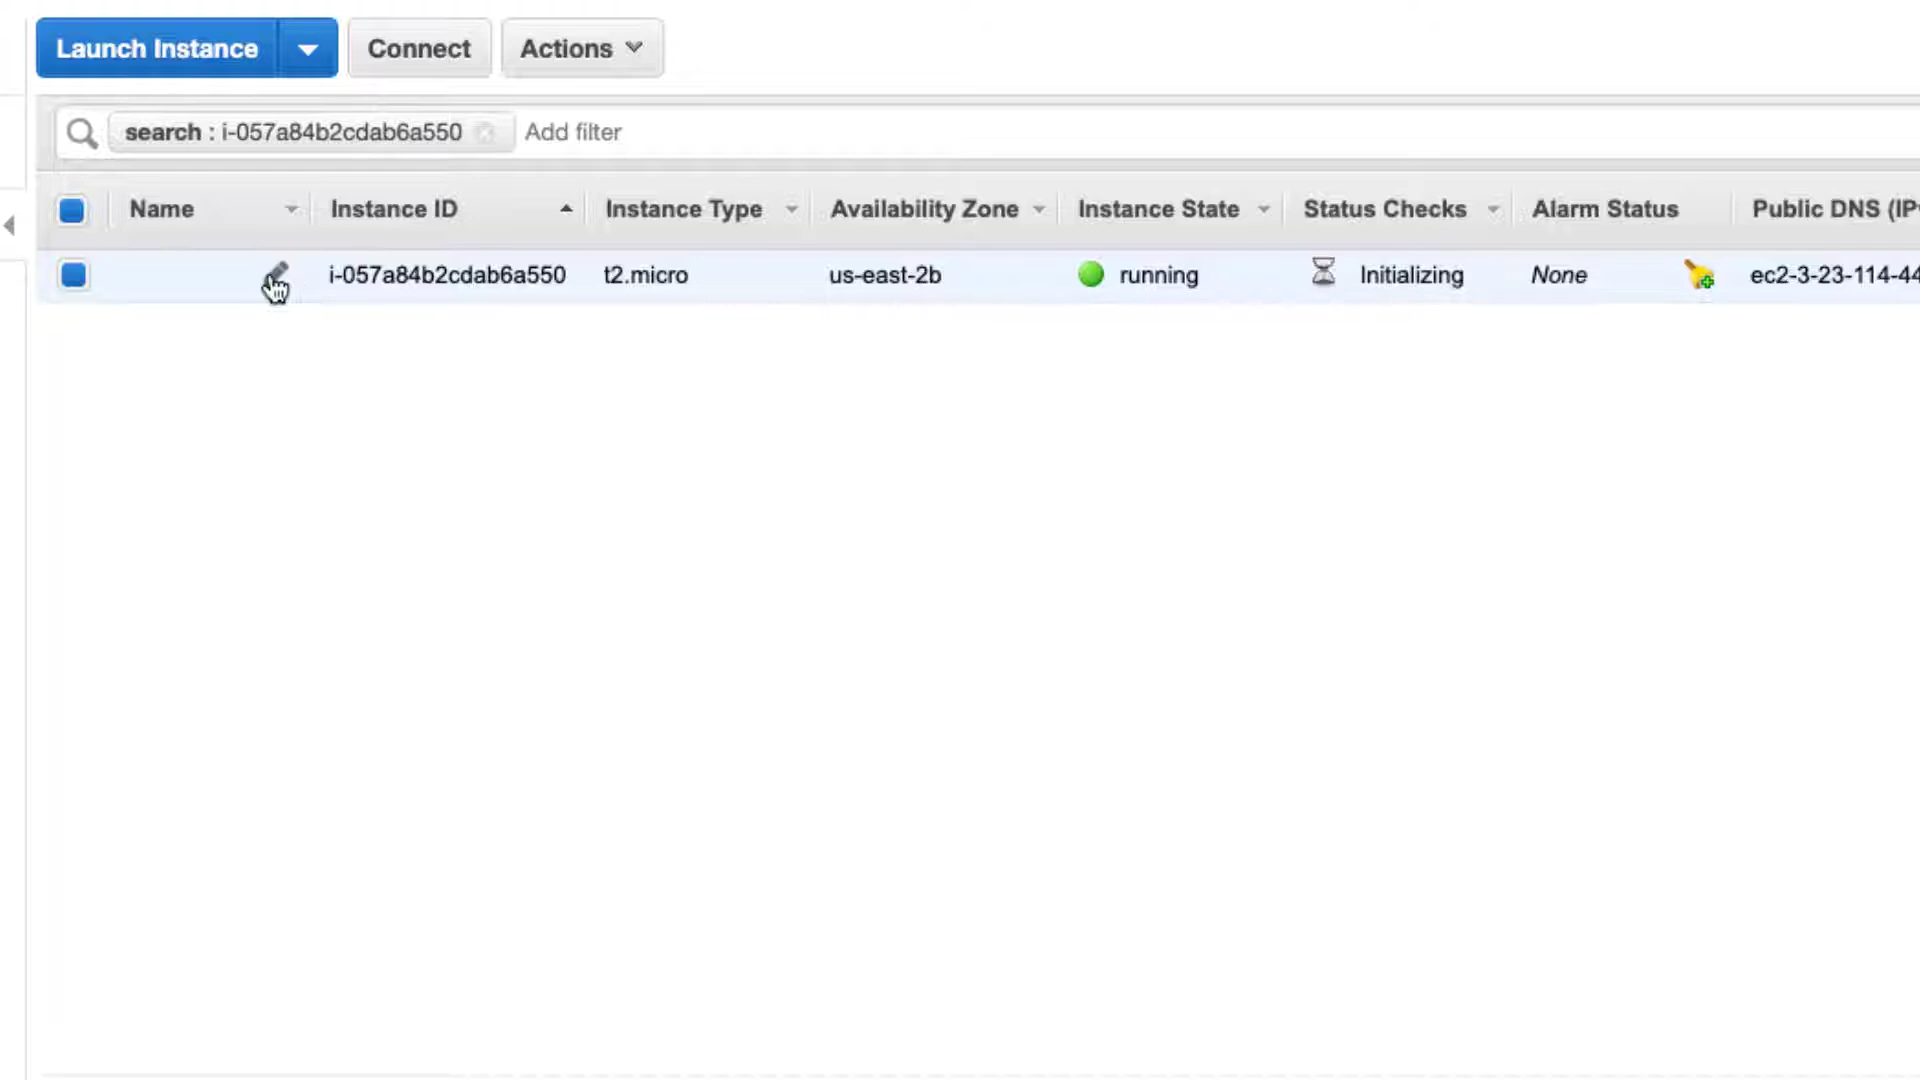 Launch Instance Connect Actions
search : i-057a84b2cdab6a550 Add filter
Name Instance ID Instance Type Availability Zone Instance State Status Checks Alarm Status Public DNS (IPv
i-057a84b2cdab6a550 t2.micro us-east-2b running Initializing None ec2-3-23-114-44